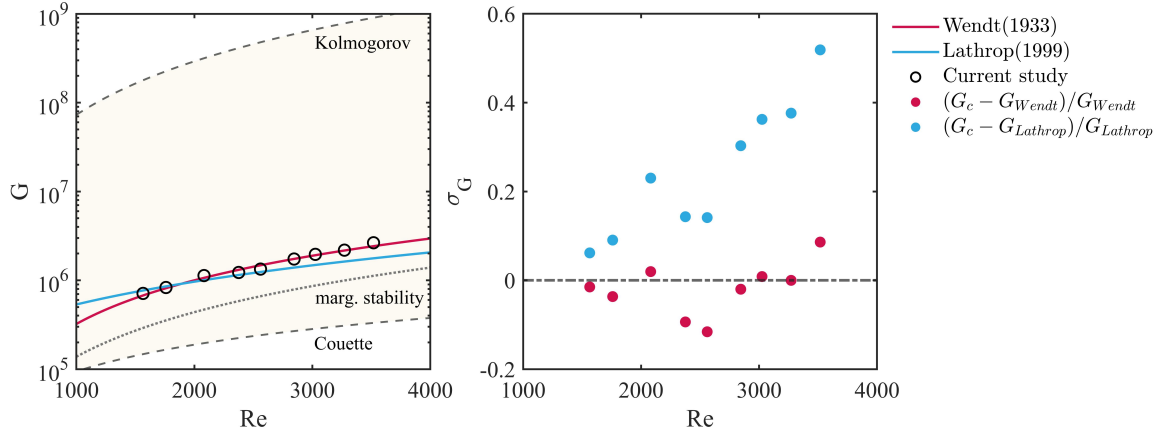 10^9
10^8
10^7
10^6
10^5
G
Kolmogorov
marg. stability
Couette
1000 2000 3000 4000
Re
0.6
0.4
0.2
0
-0.2
σ_G
1000 2000 3000 4000
Re
Wendt(1933)
Lathrop(1999)
Current study
(G_c − G_Wendt)/G_Wendt
(G_c − G_Lathrop)/G_Lathrop